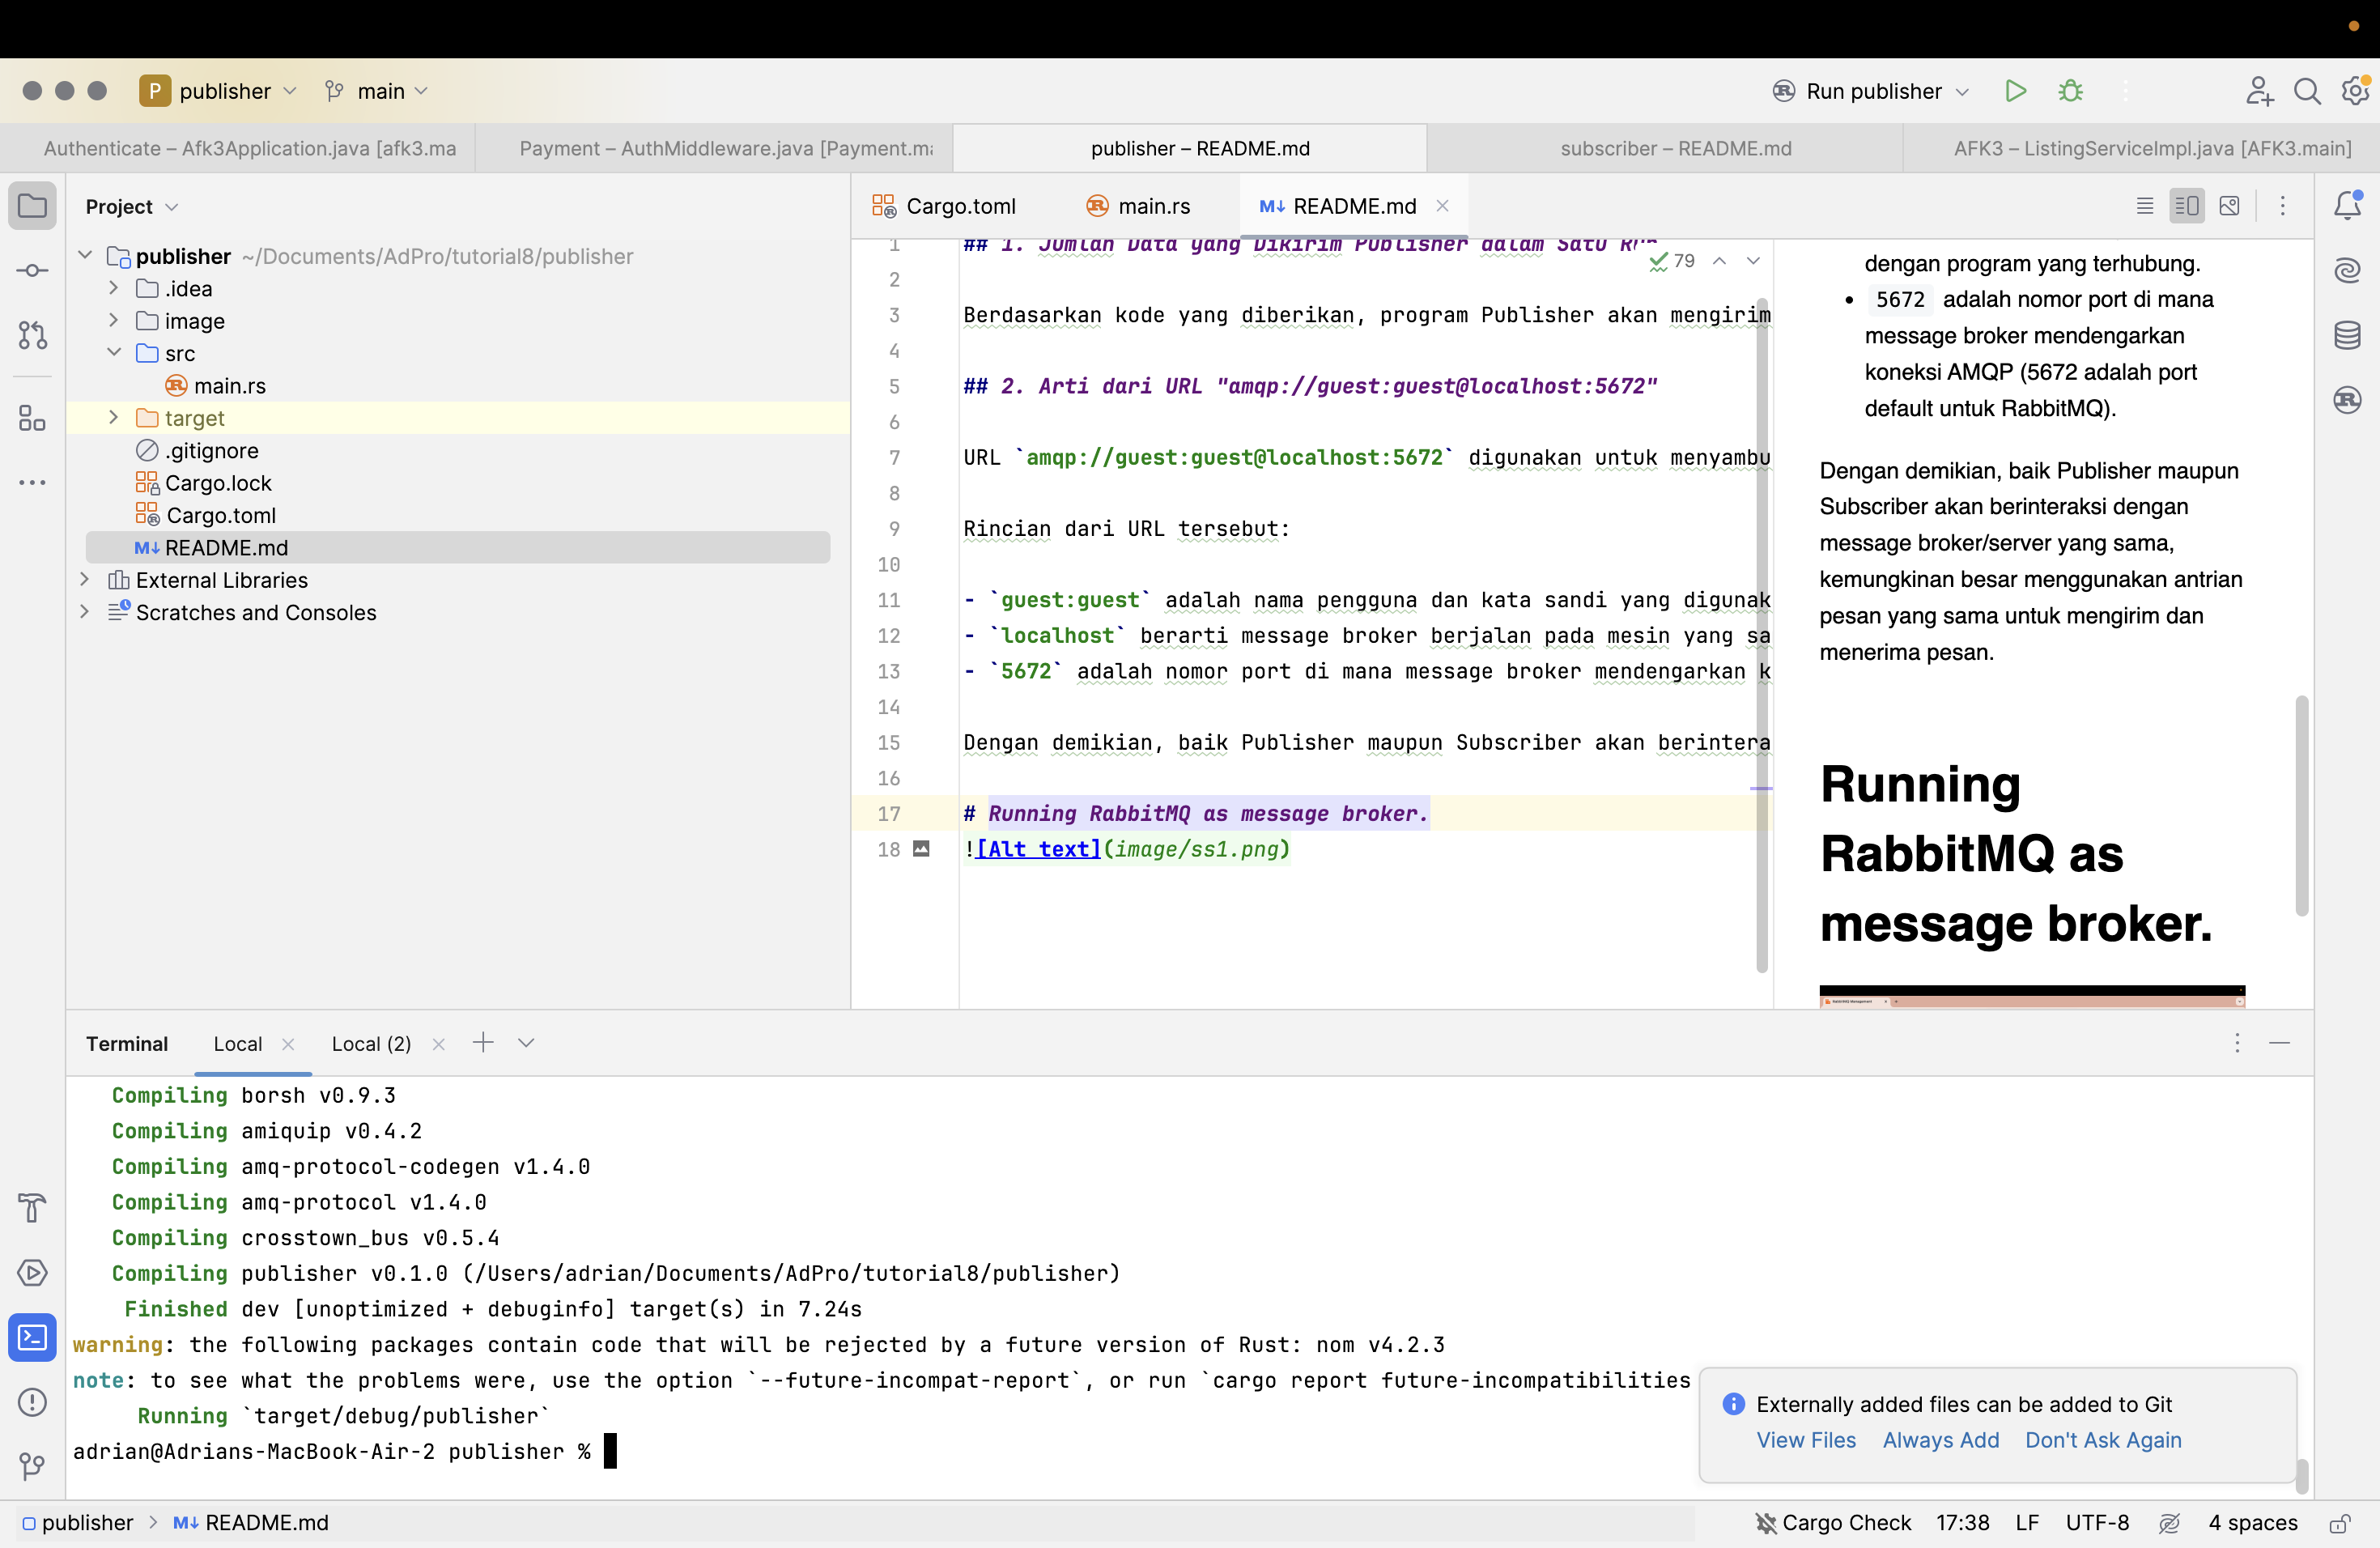 P publisher main Run publisher
Authenticate – Afk3Application.java [afk3.ma
Payment – AuthMiddleware.java [Payment.ma
publisher – README.md
subscriber – README.md
AFK3 – ListingServiceImpl.java [AFK3.main]
Project
publisher ~/Documents/AdPro/tutorial8/publisher
.idea
image
src
main.rs
target
.gitignore
Cargo.lock
Cargo.toml
M↓ README.md
External Libraries
Scratches and Consoles
Cargo.toml main.rs M↓ README.md
79
1 ## 1. Jumlah Data yang Dikirim Publisher dalam Satu Run
2
3 Berdasarkan kode yang diberikan, program Publisher akan mengirim
4
5 ## 2. Arti dari URL "amqp://guest:guest@localhost:5672"
6
7 URL `amqp://guest:guest@localhost:5672` digunakan untuk menyambu
8
9 Rincian dari URL tersebut:
10
11 - `guest:guest` adalah nama pengguna dan kata sandi yang digunak
12 - `localhost` berarti message broker berjalan pada mesin yang sa
13 - `5672` adalah nomor port di mana message broker mendengarkan k
14
15 Dengan demikian, baik Publisher maupun Subscriber akan berintera
16
17 # Running RabbitMQ as message broker.
18 ![Alt text](image/ss1.png)
dengan program yang terhubung.
• 5672 adalah nomor port di mana
message broker mendengarkan
koneksi AMQP (5672 adalah port
default untuk RabbitMQ).
Dengan demikian, baik Publisher maupun
Subscriber akan berinteraksi dengan
message broker/server yang sama,
kemungkinan besar menggunakan antrian
pesan yang sama untuk mengirim dan
menerima pesan.
Running
RabbitMQ as
message broker.
Terminal Local Local (2)
Compiling borsh v0.9.3
Compiling amiquip v0.4.2
Compiling amq-protocol-codegen v1.4.0
Compiling amq-protocol v1.4.0
Compiling crosstown_bus v0.5.4
Compiling publisher v0.1.0 (/Users/adrian/Documents/AdPro/tutorial8/publisher)
Finished dev [unoptimized + debuginfo] target(s) in 7.24s
warning: the following packages contain code that will be rejected by a future version of Rust: nom v4.2.3
note: to see what the problems were, use the option `--future-incompat-report`, or run `cargo report future-incompatibilities
Running `target/debug/publisher`
adrian@Adrians-MacBook-Air-2 publisher %
Externally added files can be added to Git
View Files Always Add Don't Ask Again
publisher > M↓ README.md
Cargo Check 17:38 LF UTF-8 4 spaces